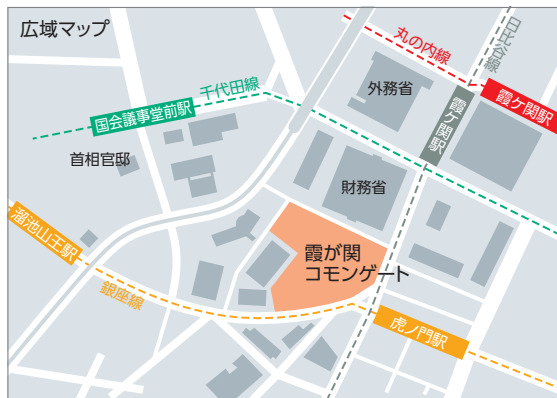 広域マップ
丸の内線
日比谷線
外務省
霞ケ関駅
霞ケ関駅
千代田線
国会議事堂前駅
首相官邸
財務省
溜池山王駅
霞が関
コモンゲート
銀座線
虎ノ門駅